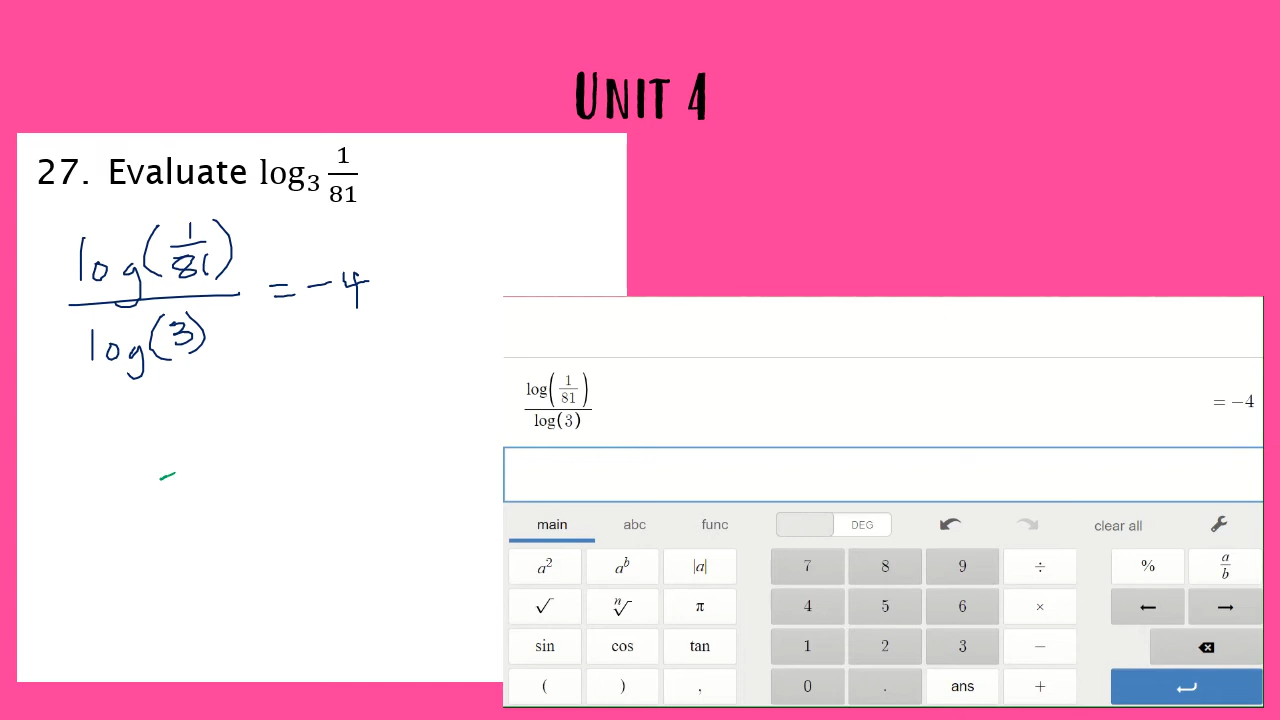 UNIT 4
27. Evaluate log₃ 1/81
log(1/81)
= -4
log(3)
log(1/81)
log(3)
= −4
main abc func DEG clear all
a² aᵇ |a| 7 8 9 ÷ % a/b
√ ⁿ√ π 4 5 6 × ← →
sin cos tan 1 2 3 −
( ) , 0 . ans +